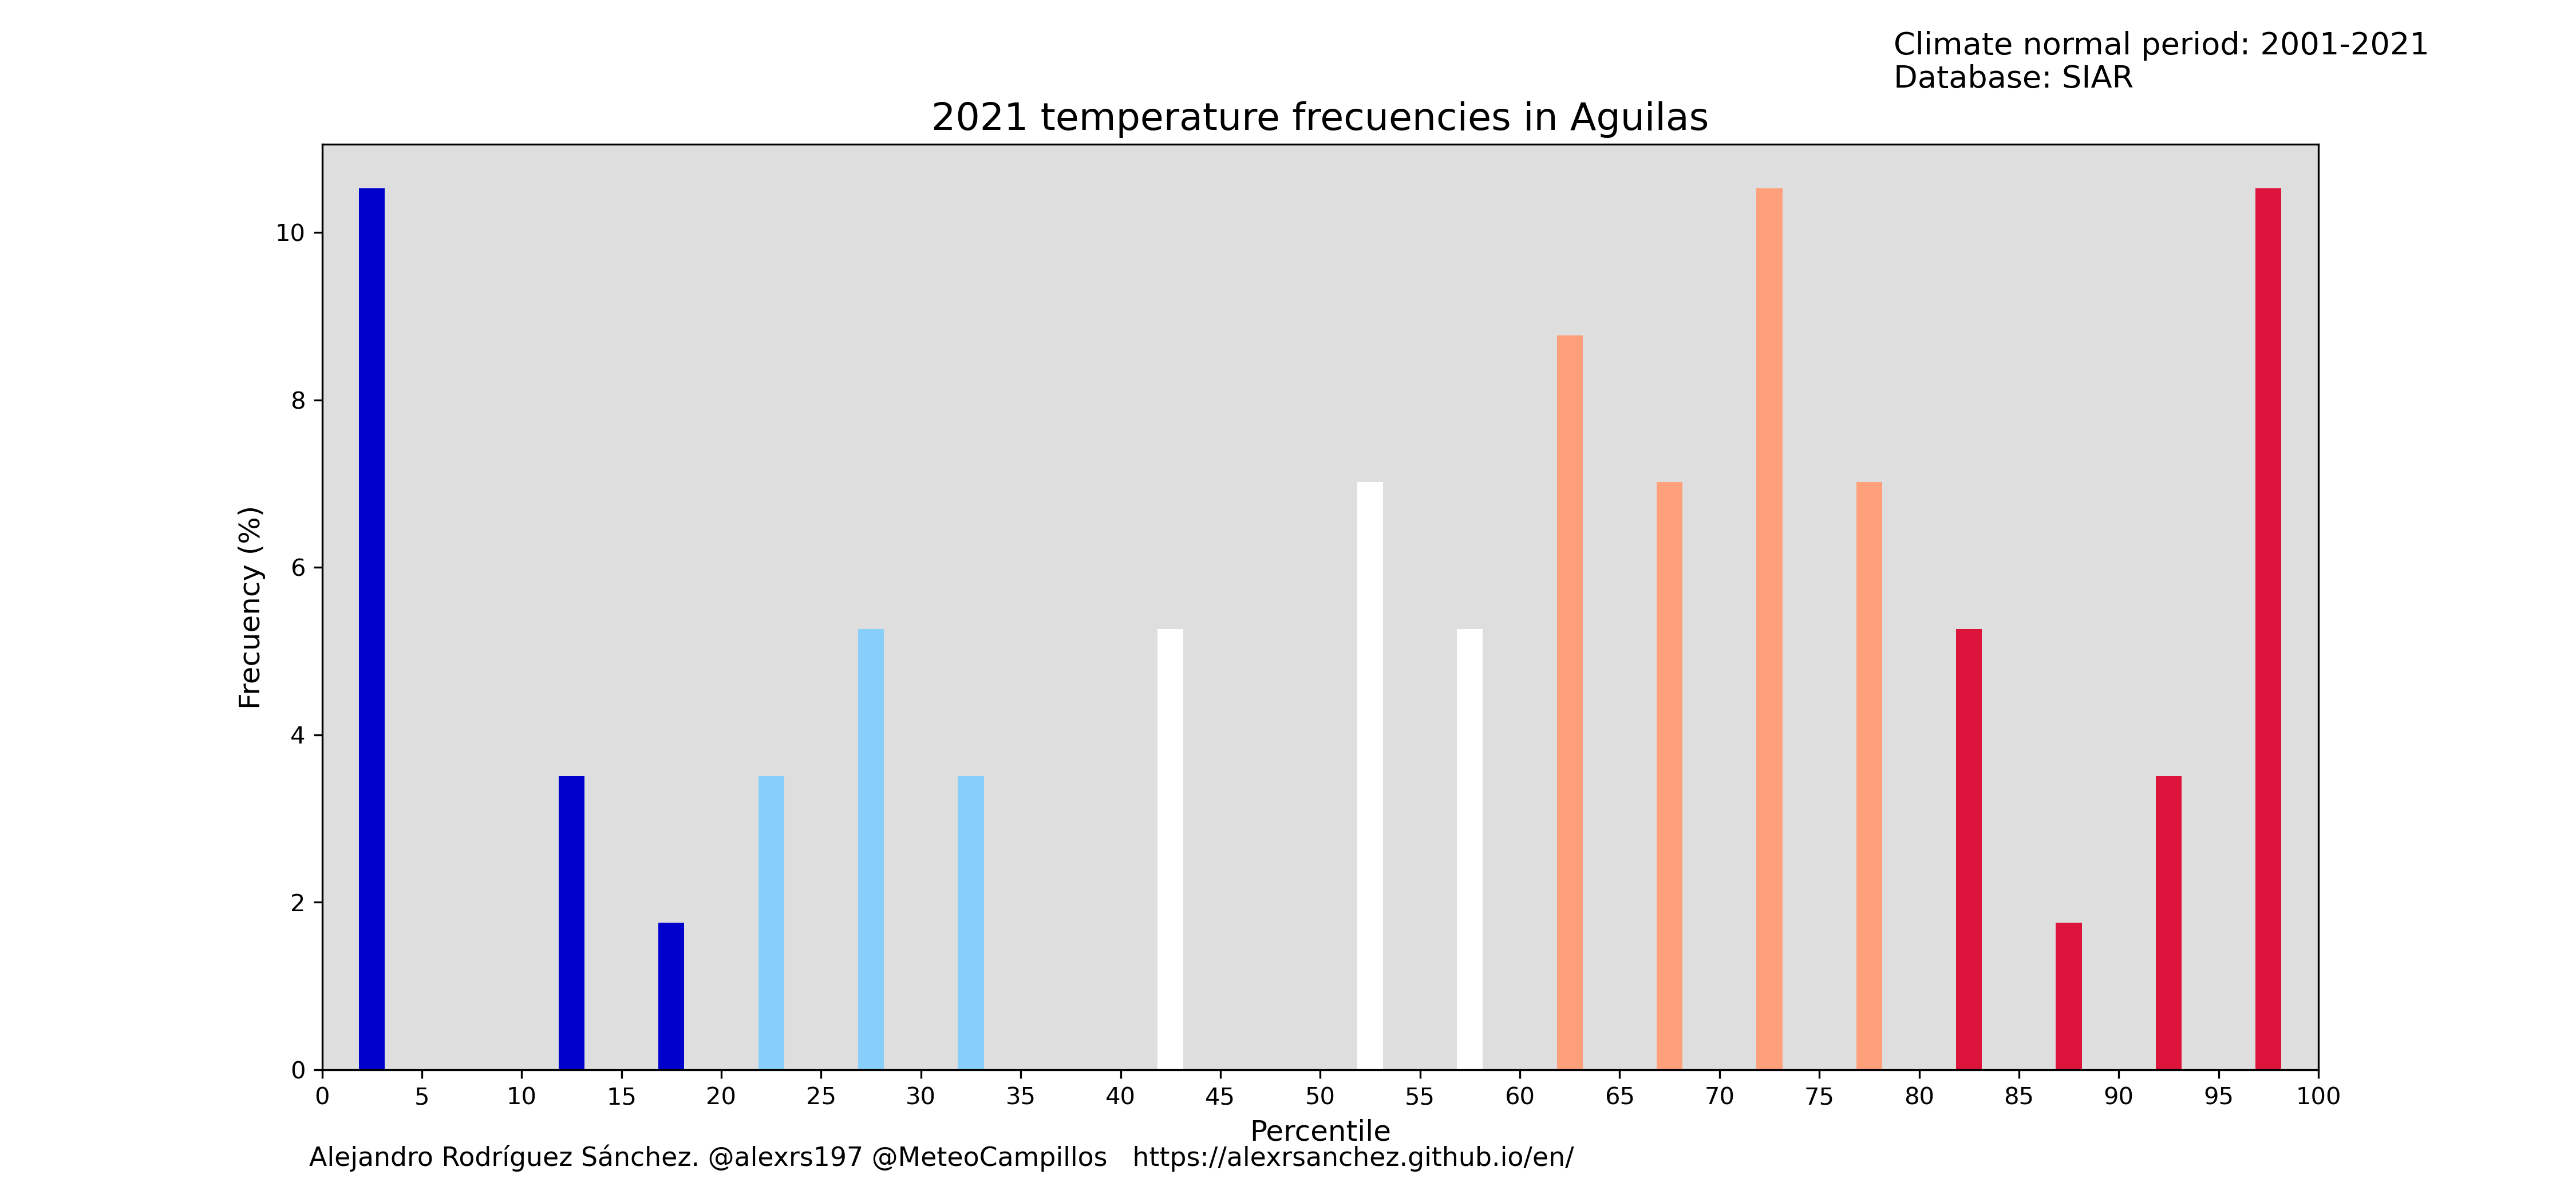 Climate normal period: 2001-2021
Database: SIAR
2021 temperature frecuencies in Aguilas
10
8
6
4
2
0
Frecuency (%)
0 5 10 15 20 25 30 35 40 45 50 55 60 65 70 75 80 85 90 95 100
Percentile
Alejandro Rodríguez Sánchez. @alexrs197 @MeteoCampillos https://alexrsanchez.github.io/en/